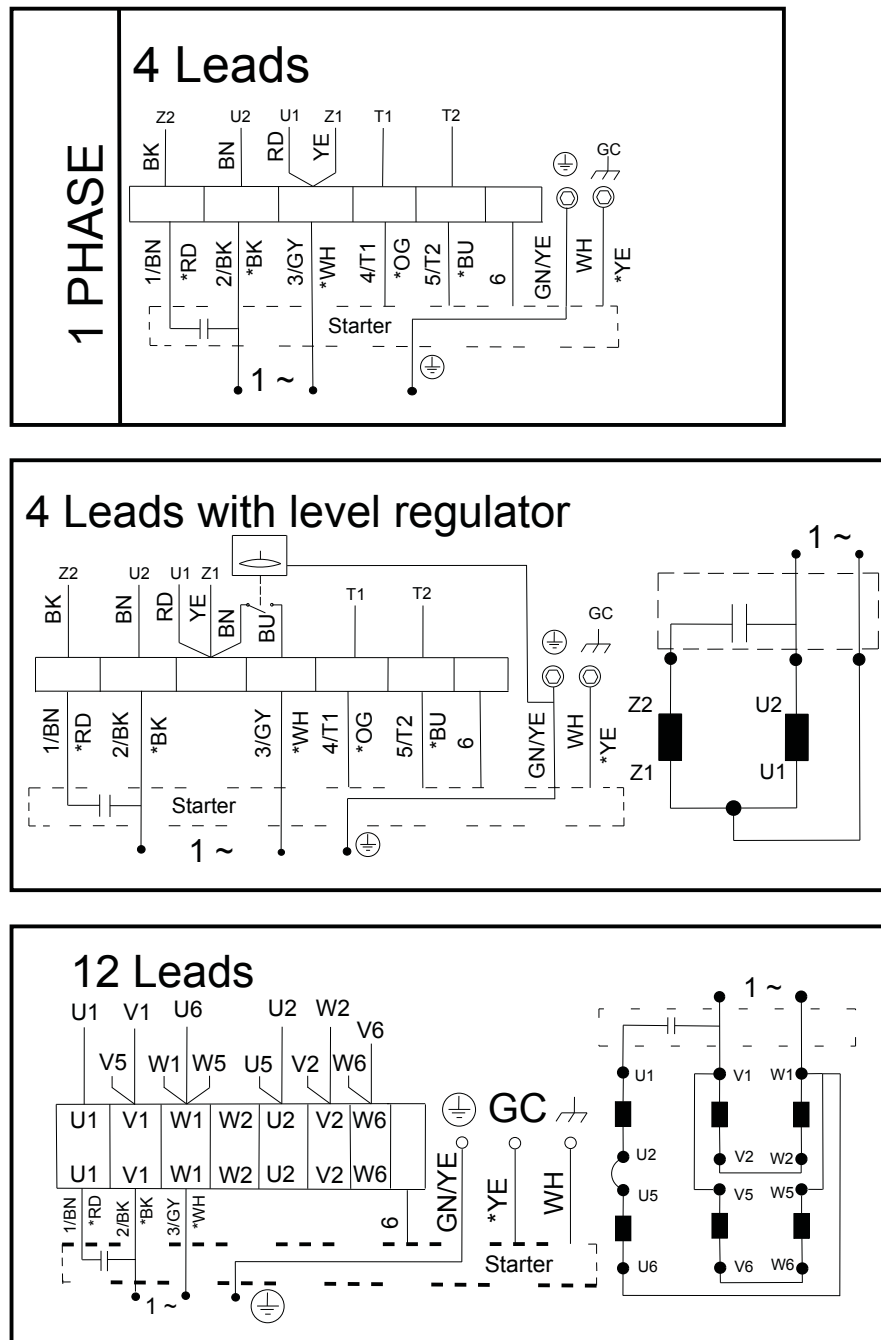 1 PHASE
4 Leads
Z2 U2 U1 Z1 T1 T2
BK BN RD YE
GC
1/BN *RD 2/BK *BK 3/GY *WH 4/T1 *OG 5/T2 *BU 6 GN/YE WH *YE
Starter
1 ~
4 Leads with level regulator
Z2 U2 U1 Z1 T1 T2
BK BN RD YE BN BU
GC
1/BN *RD 2/BK *BK 3/GY *WH 4/T1 *OG 5/T2 *BU 6 GN/YE WH *YE
Starter
1 ~
1 ~
Z2 U2
Z1 U1
12 Leads
U1 V1 U6 U2 W2
V6
V5 W1 W5 U5 V2 W6
U1 V1 W1 W2 U2 V2 W6
U1 V1 W1 W2 U2 V2 W6
GC
1/BN *RD 2/BK *BK 3/GY *WH 6 GN/YE *YE WH
Starter
1 ~
1 ~
U1 V1 W1
U2 V2 W2
U5 V5 W5
U6 V6 W6